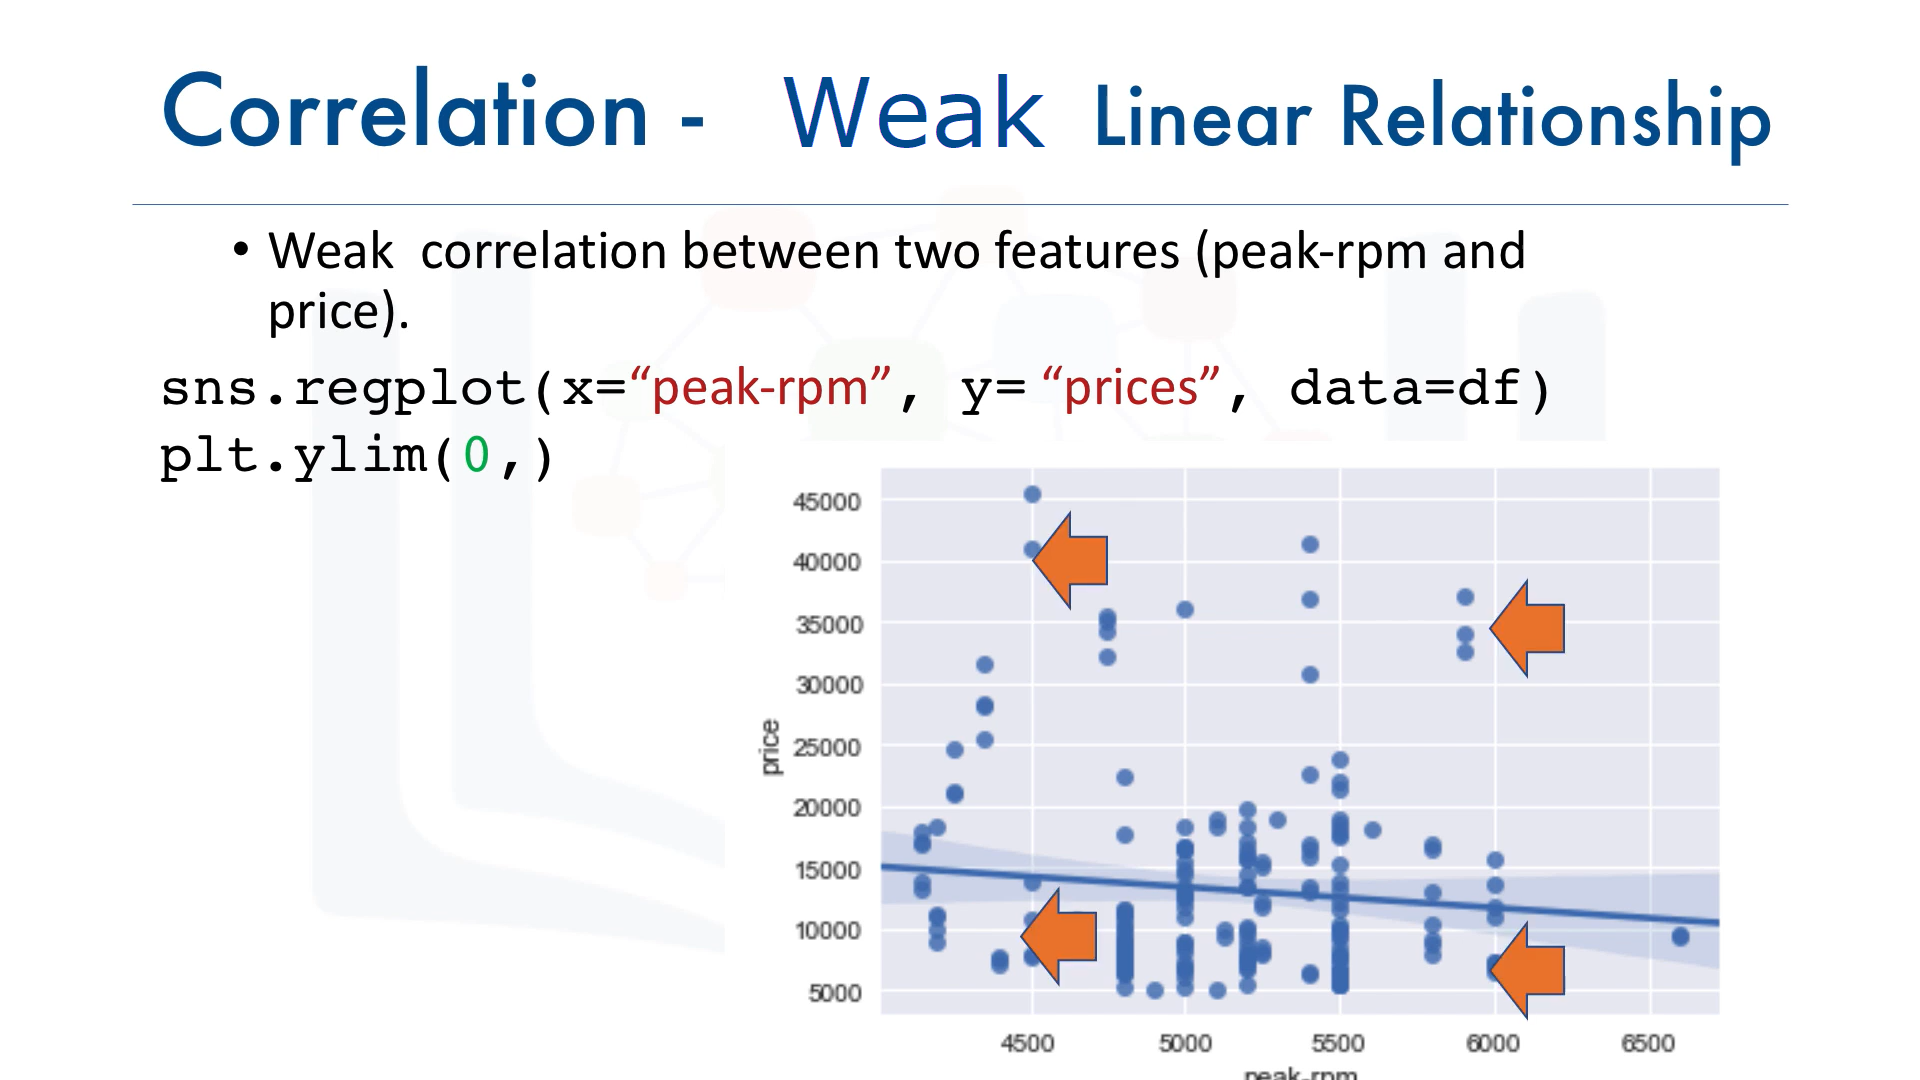 Correlation - Weak Linear Relationship
• Weak correlation between two features (peak-rpm and
price).
sns.regplot(x=“peak-rpm”, y= “prices”, data=df)
plt.ylim(0,)
45000
40000
35000
30000
25000
20000
15000
10000
5000
price
4500 5000 5500 6000 6500
peak-rpm